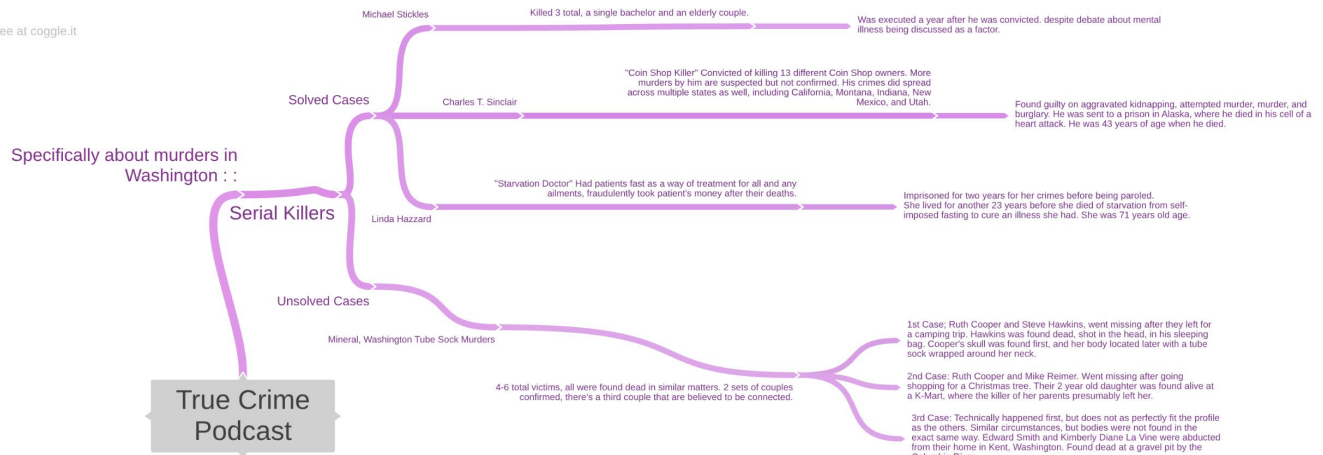 ee at coggle.it
Michael Stickles
Killed 3 total, a single bachelor and an elderly couple.
Was executed a year after he was convicted. despite debate about mental
illness being discussed as a factor.
Solved Cases
Charles T. Sinclair
"Coin Shop Killer" Convicted of killing 13 different Coin Shop owners. More
murders by him are suspected but not confirmed. His crimes did spread
across multiple states as well, including California, Montana, Indiana, New
Mexico, and Utah.
Found guilty on aggravated kidnapping, attempted murder, murder, and
burglary. He was sent to a prison in Alaska, where he died in his cell of a
heart attack. He was 43 years of age when he died.
Specifically about murders in
Washington : :
Serial Killers
Linda Hazzard
"Starvation Doctor" Had patients fast as a way of treatment for all and any
ailments, fraudulently took patient's money after their deaths.
Imprisoned for two years for her crimes before being paroled.
She lived for another 23 years before she died of starvation from self-
imposed fasting to cure an illness she had. She was 71 years old age.
Unsolved Cases
Mineral, Washington Tube Sock Murders
4-6 total victims, all were found dead in similar matters. 2 sets of couples
confirmed, there's a third couple that are believed to be connected.
1st Case; Ruth Cooper and Steve Hawkins, went missing after they left for
a camping trip. Hawkins was found dead, shot in the head, in his sleeping
bag. Cooper's skull was found first, and her body located later with a tube
sock wrapped around her neck.
2nd Case: Ruth Cooper and Mike Reimer. Went missing after going
shopping for a Christmas tree. Their 2 year old daughter was found alive at
a K-Mart, where the killer of her parents presumably left her.
3rd Case: Technically happened first, but does not as perfectly fit the profile
as the others. Similar circumstances, but bodies were not found in the
exact same way. Edward Smith and Kimberly Diane La Vine were abducted
from their home in Kent, Washington. Found dead at a gravel pit by the
True Crime
Podcast